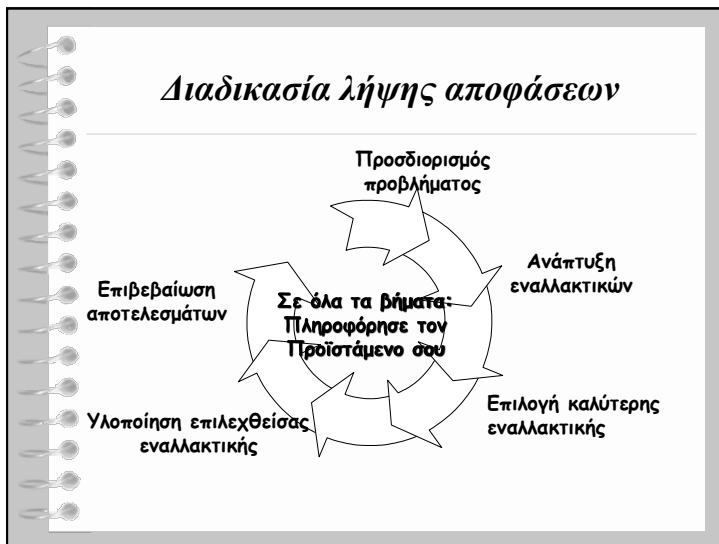 Διαδικασία λήψης αποφάσεων
Προσδιορισμός
προβλήματος
Ανάπτυξη
εναλλακτικών
Επιλογή καλύτερης
εναλλακτικής
Υλοποίηση επιλεχθείσας
εναλλακτικής
Επιβεβαίωση
αποτελεσμάτων
Σε όλα τα βήματα:
Πληροφόρησε τον
Προϊστάμενο σου